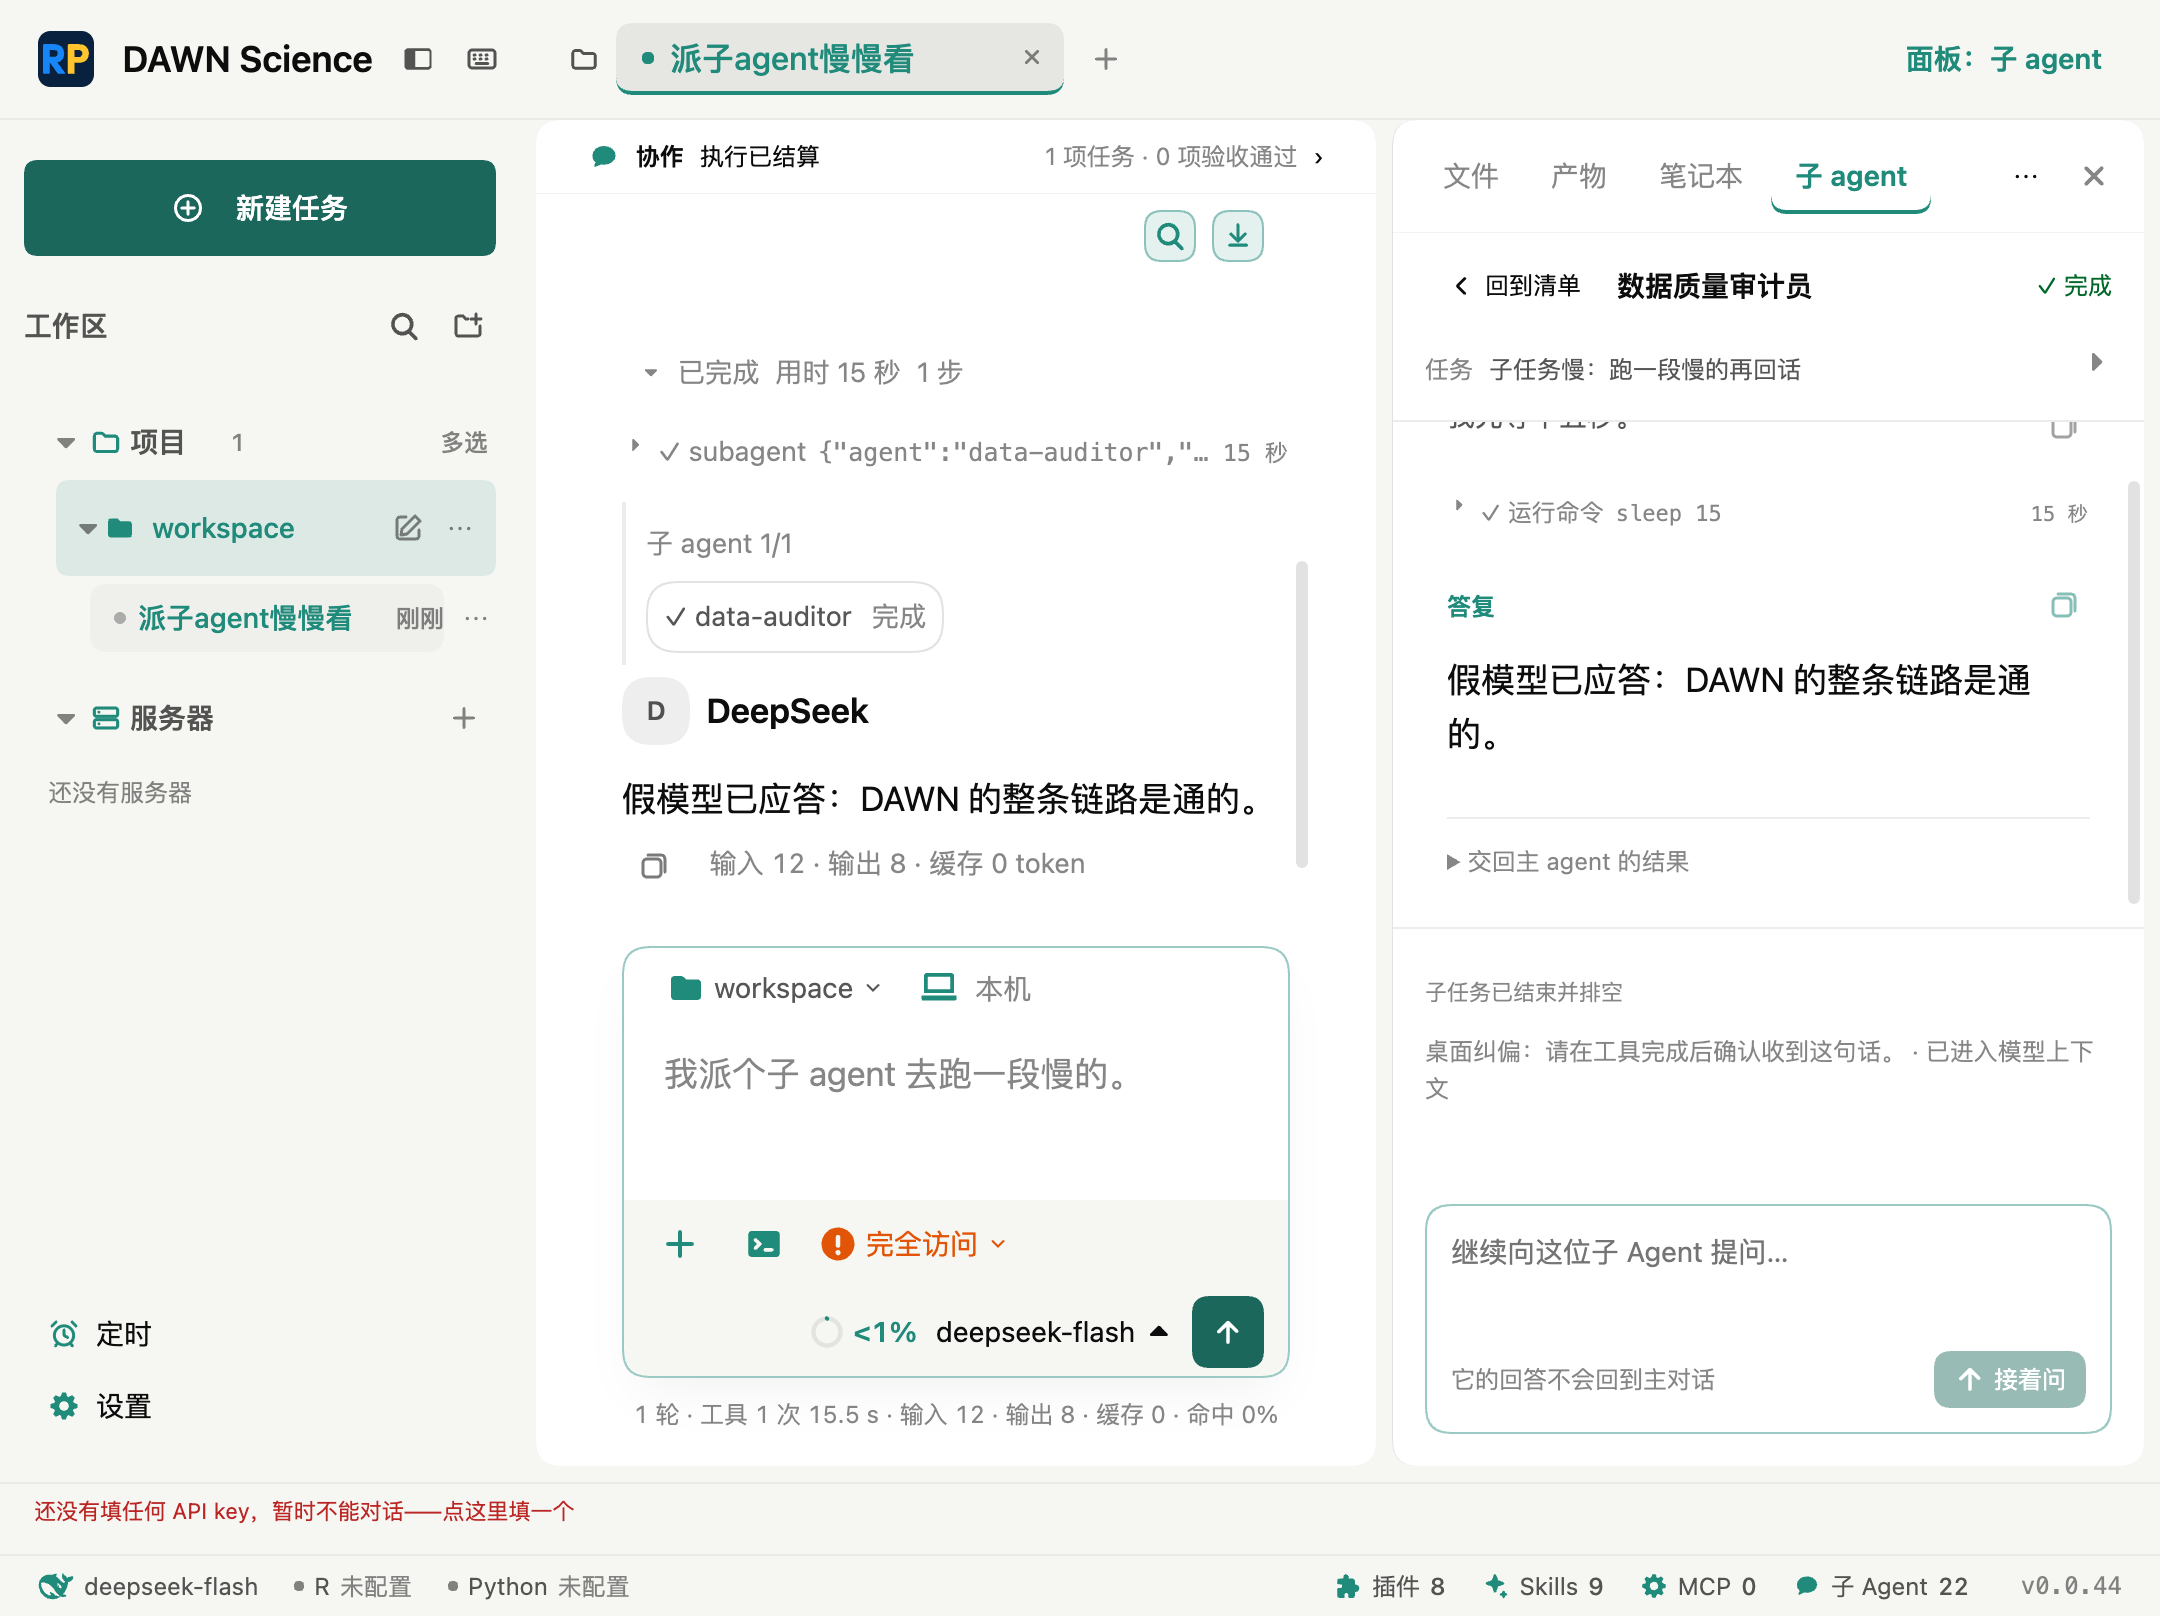 RP DAWN Science
派子agent慢慢看
面板：子 agent
新建任务
工作区
项目 1 多选
workspace
派子agent慢慢看 刚刚
服务器
还没有服务器
定时
设置
协作 执行已结算 1 项任务 · 0 项验收通过 ›
已完成 用时 15 秒 1 步
subagent {"agent":"data-auditor","… 15 秒
子 agent 1/1
data-auditor 完成
D DeepSeek
假模型已应答：DAWN 的整条链路是通的。
输入 12 · 输出 8 · 缓存 0 token
workspace 本机
我派个子 agent 去跑一段慢的。
完全访问
<1% deepseek-flash
1 轮 · 工具 1 次 15.5 s · 输入 12 · 输出 8 · 缓存 0 · 命中 0%
文件 产物 笔记本 子 agent
回到清单 数据质量审计员 完成
任务 子任务慢：跑一段慢的再回话
运行命令 sleep 15 15 秒
答复
假模型已应答：DAWN 的整条链路是通
的。
交回主 agent 的结果
子任务已结束并排空
桌面纠偏：请在工具完成后确认收到这句话。 · 已进入模型上下
文
继续向这位子 Agent 提问...
它的回答不会回到主对话 接着问
还没有填任何 API key，暂时不能对话——点这里填一个
deepseek-flash R 未配置 Python 未配置 插件 8 Skills 9 MCP 0 子 Agent 22 v0.0.44